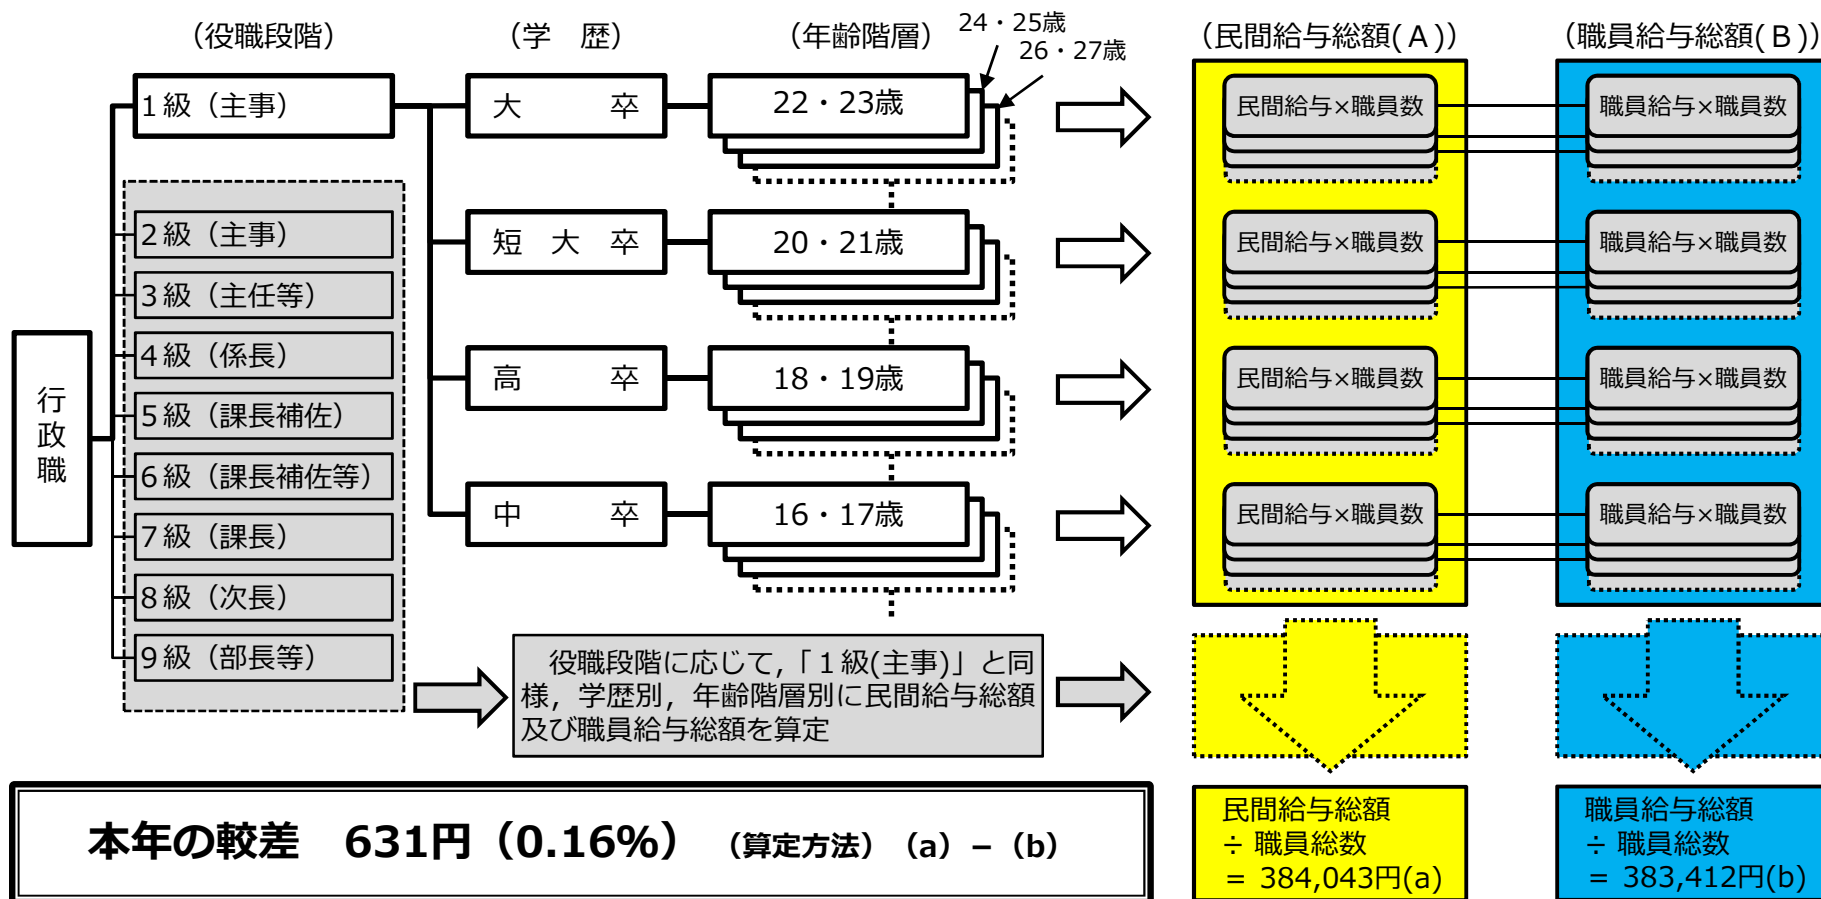 （役職段階）
（学　歴）
（年齢階層）
24・25歳
26・27歳
（民間給与総額(Ａ)）
（職員給与総額(Ｂ)）
行政職
１級（主事）
２級（主事）
３級（主任等）
４級（係長）
５級（課長補佐）
６級（課長補佐等）
７級（課長）
８級（次長）
９級（部長等）
大　　卒
22・23歳
民間給与×職員数
職員給与×職員数
短　大　卒
20・21歳
民間給与×職員数
職員給与×職員数
高　　卒
18・19歳
民間給与×職員数
職員給与×職員数
中　　卒
16・17歳
民間給与×職員数
職員給与×職員数
役職段階に応じて，「１級(主事)」と同
様，学歴別，年齢階層別に民間給与総額
及び職員給与総額を算定
本年の較差　631円（0.16%）（算定方法）（a）－（b）
民間給与総額
÷ 職員総数
= 384,043円(a)
職員給与総額
÷ 職員総数
= 383,412円(b)